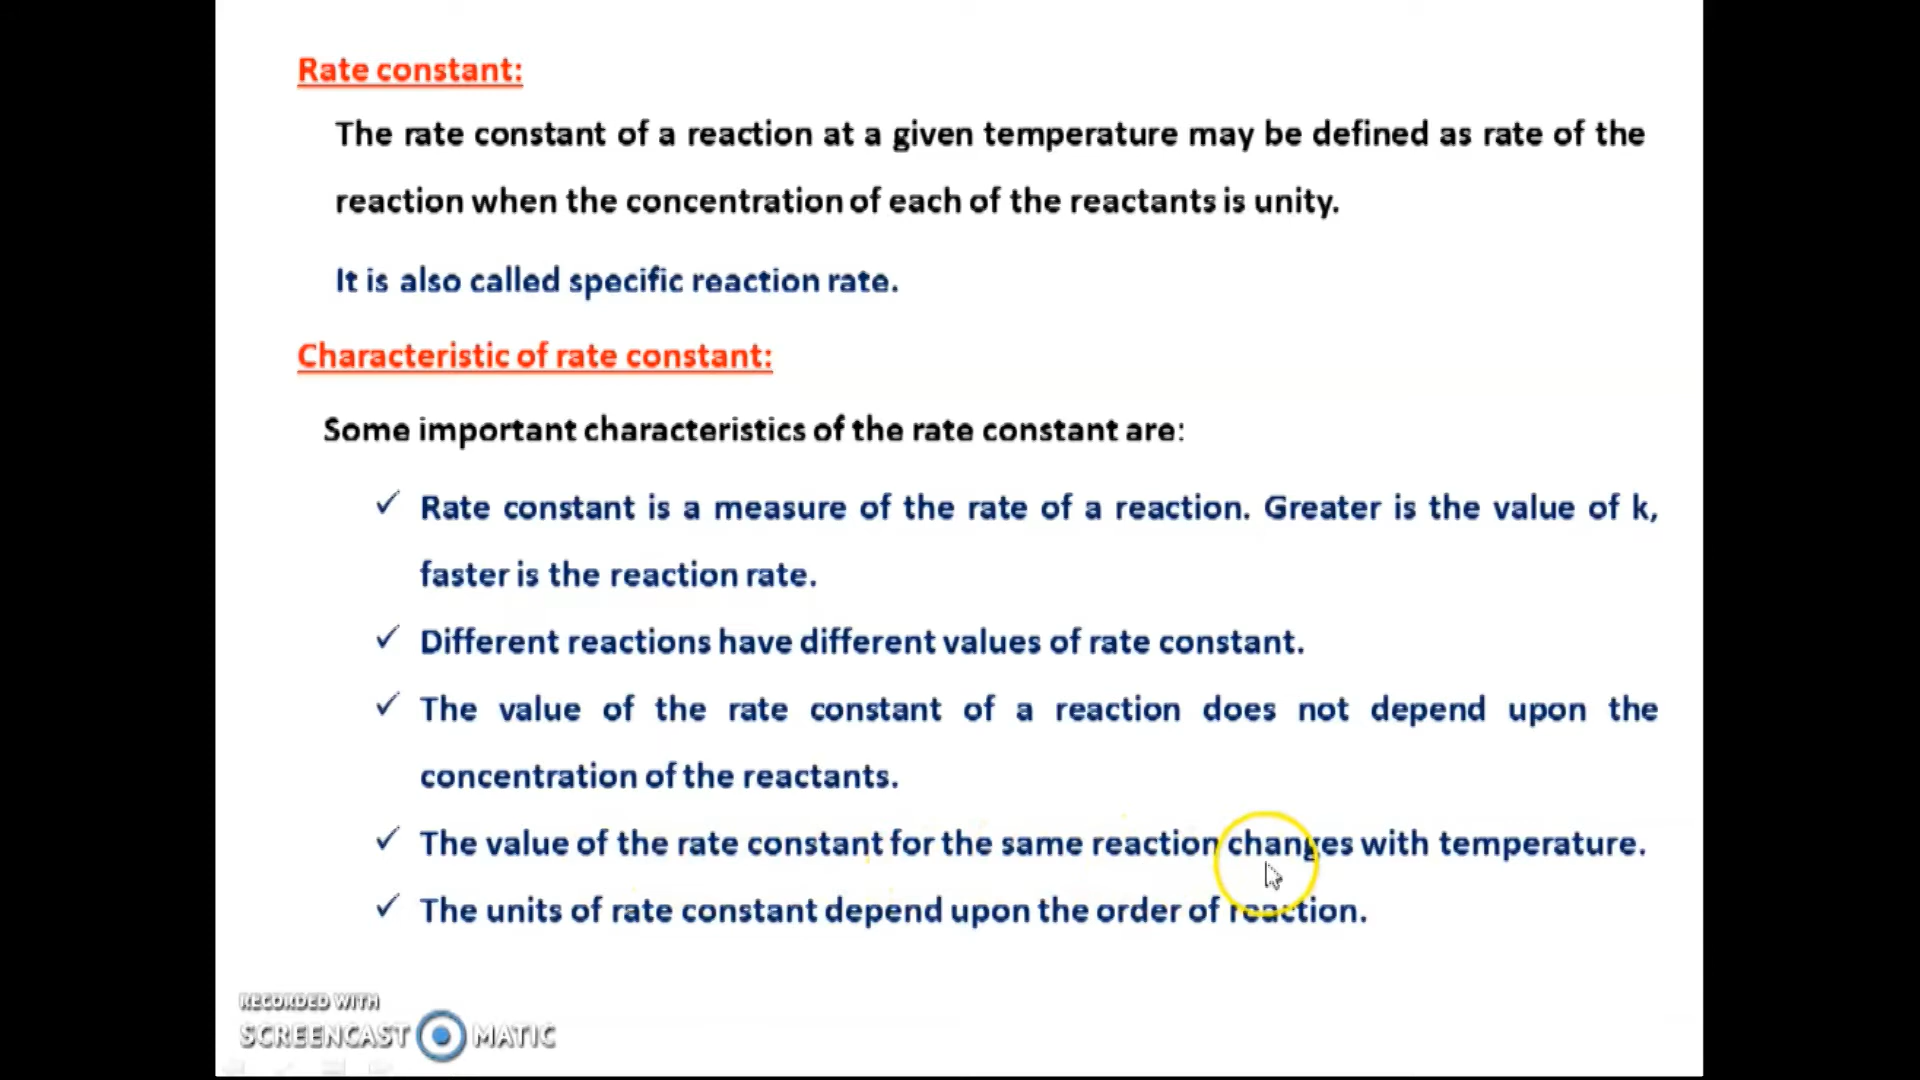 Rate constant:
The rate constant of a reaction at a given temperature may be defined as rate of the
reaction when the concentration of each of the reactants is unity.
It is also called specific reaction rate.
Characteristic of rate constant:
Some important characteristics of the rate constant are:
✓ Rate constant is a measure of the rate of a reaction. Greater is the value of k,
faster is the reaction rate.
✓ Different reactions have different values of rate constant.
✓ The value of the rate constant of a reaction does not depend upon the
concentration of the reactants.
✓ The value of the rate constant for the same reaction changes with temperature.
✓ The units of rate constant depend upon the order of reaction.
RECORDED WITH
SCREENCAST MATIC